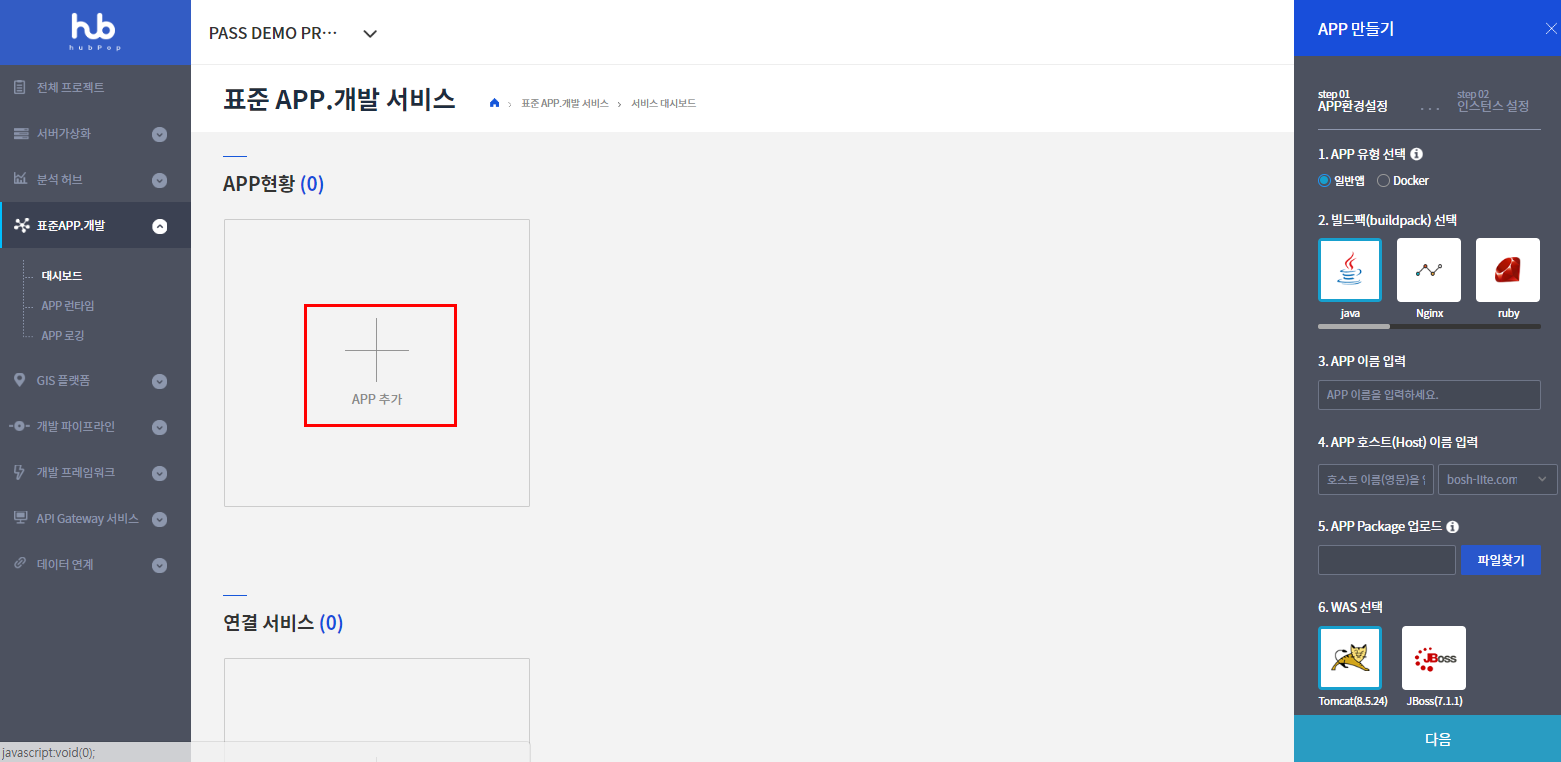 hub
hubPop
전체 프로젝트
서버가상화
분석 허브
표준APP.개발
대시보드
APP 런타임
APP 로깅
GIS 플랫폼
개발 파이프라인
개발 프레임워크
API Gateway 서비스
데이터 연계
javascript:void(0);
PASS DEMO PR···
표준 APP.개발 서비스
표준 APP.개발 서비스 › 서비스 대시보드
APP현황 (0)
APP 추가
연결 서비스 (0)
APP 만들기
step 01
APP환경설정
...
step 02
인스턴스 설정
1. APP 유형 선택
일반앱 Docker
2. 빌드팩(buildpack) 선택
java Nginx ruby
3. APP 이름 입력
APP 이름을 입력하세요.
4. APP 호스트(Host) 이름 입력
호스트 이름(영문)을 bosh-lite.com
5. APP Package 업로드
파일찾기
6. WAS 선택
JBoss
Tomcat(8.5.24) JBoss(7.1.1)
다음